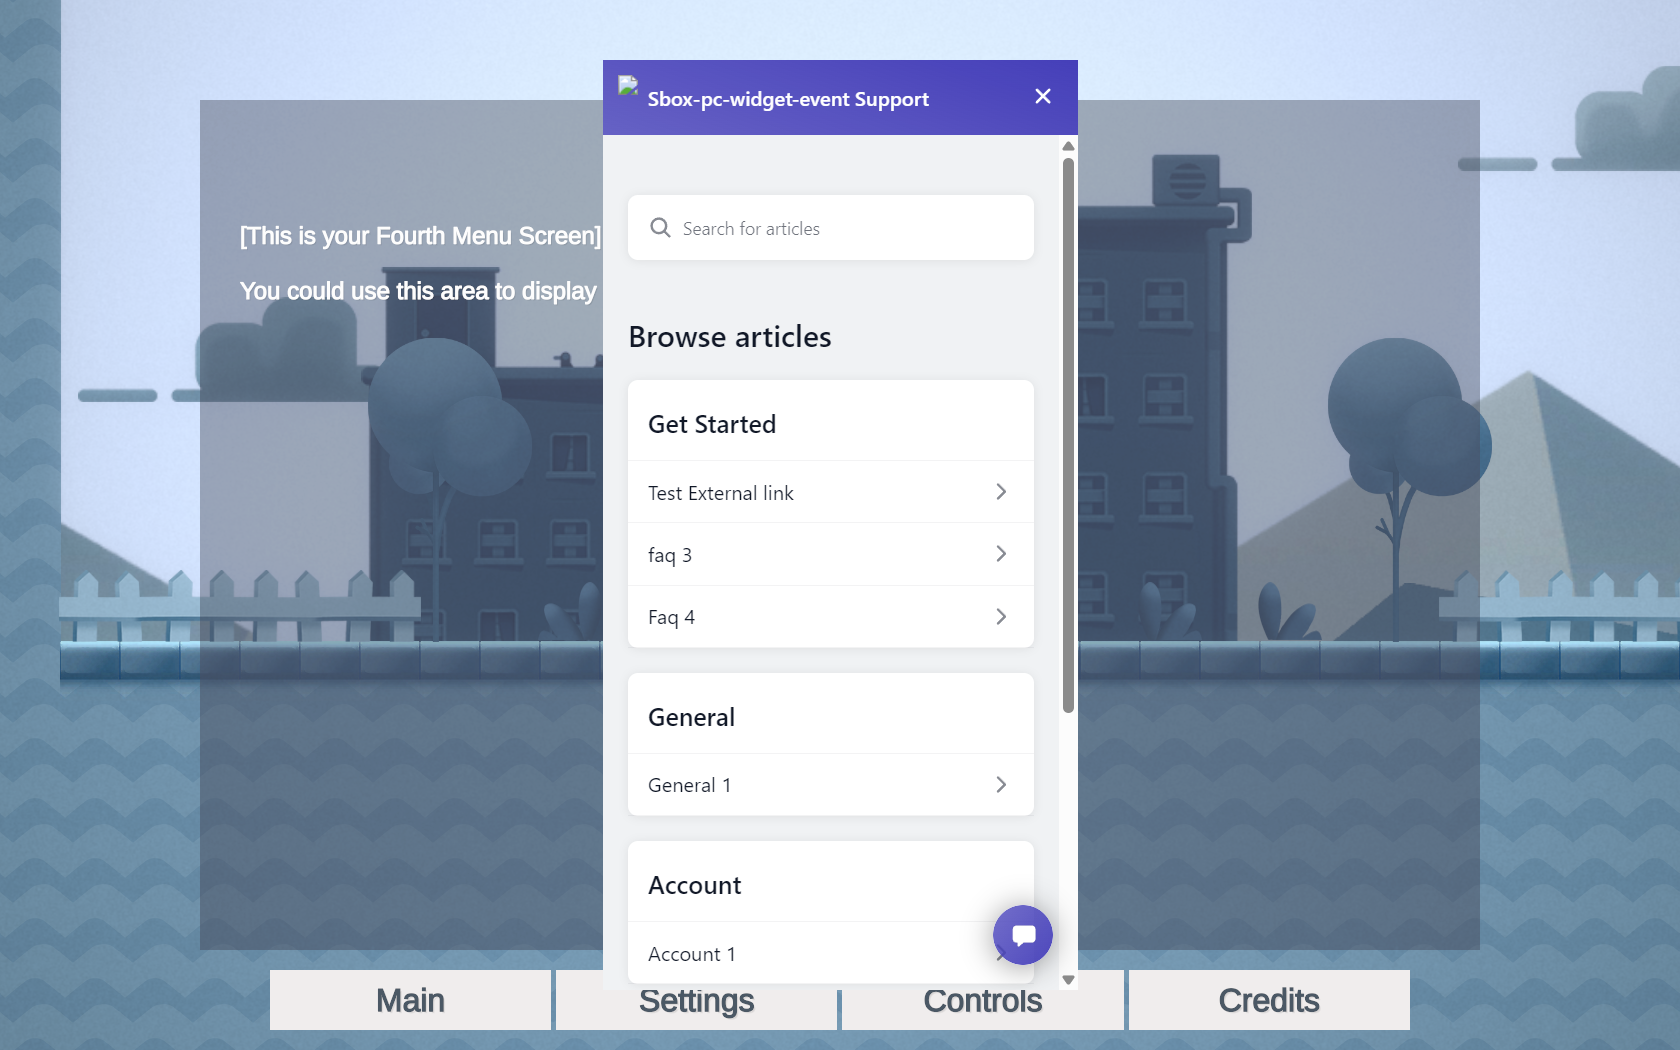 Sbox-pc-widget-event Support
[This is your Fourth Menu Screen]
You could use this area to display
Search for articles
Browse articles
Get Started
Test External link
faq 3
Faq 4
General
General 1
Account
Account 1
Main
Settings
Controls
Credits